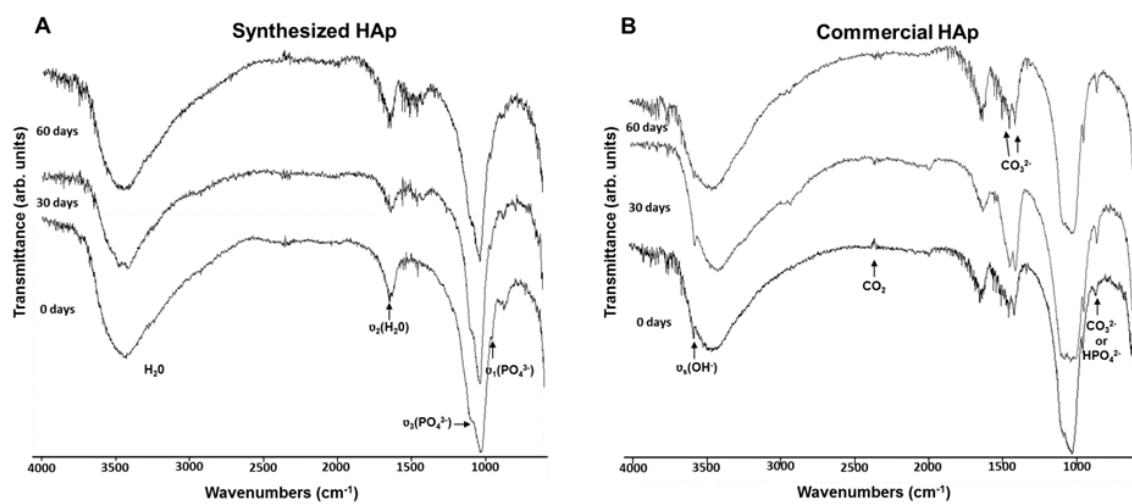 A
Synthesized HAp
Transmittance (arb. units)
60 days
30 days
0 days
H₂0
υ₂(H₂0)
υ₁(PO₄³⁻)
υ₃(PO₄³⁻)
4000 3500 3000 2500 2000 1500 1000
Wavenumbers (cm⁻¹)
B
Commercial HAp
Transmittance (arb. units)
60 days
30 days
0 days
CO₃²⁻
CO₂
υₛ(OH⁻)
CO₃²⁻
or
HPO₄²⁻
4000 3500 3000 2500 2000 1500 1000
Wavenumbers (cm⁻¹)